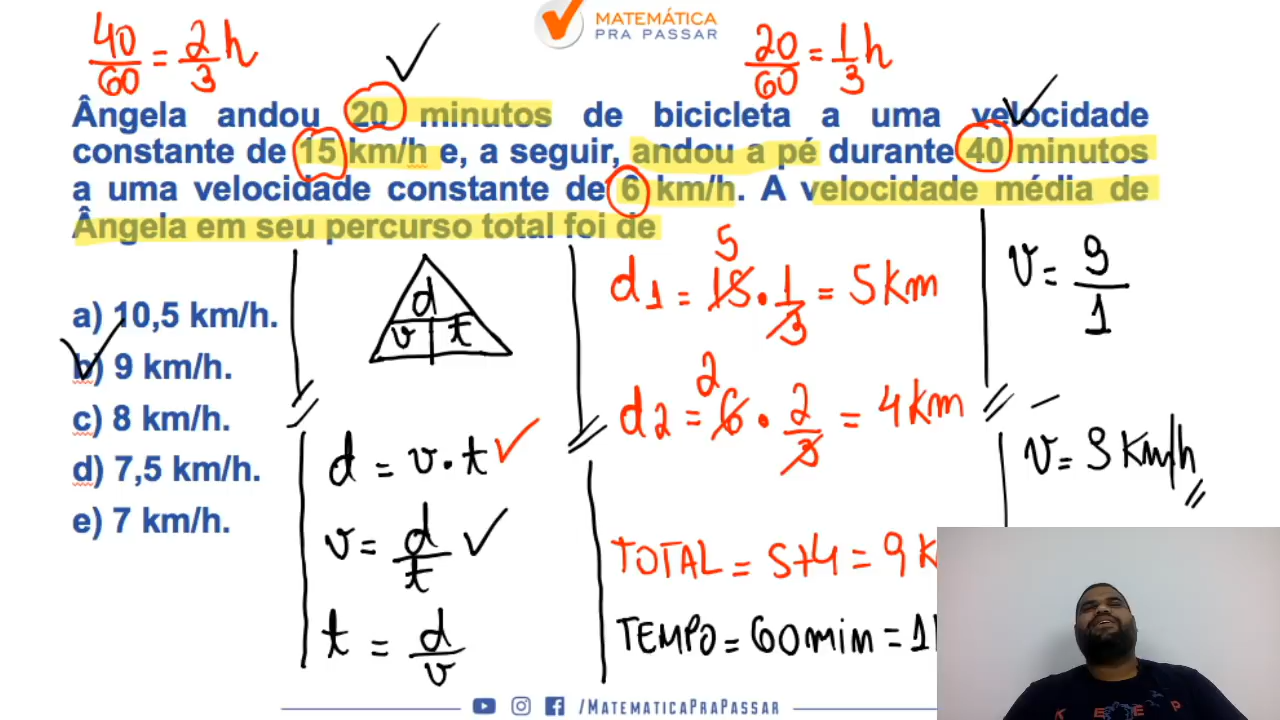 MATEMÁTICA
PRA PASSAR
40/60 = 2/3 h
20/60 = 1/3 h
Ângela andou 20 minutos de bicicleta a uma velocidade
constante de 15 km/h e, a seguir, andou a pé durante 40 minutos
a uma velocidade constante de 6 km/h. A velocidade média de
Ângela em seu percurso total foi de
a) 10,5 km/h.
b) 9 km/h.
c) 8 km/h.
d) 7,5 km/h.
e) 7 km/h.
d
v t
d = v·t
v = d/t
t = d/v
5
d1 = 15·1/3 = 5 Km
2
d2 = 6·2/3 = 4 Km
TOTAL = 5+4 = 9 K
TEMPO = 60 min = 1
v = 9/1
v = 9 Km/h
/MatematicaPraPassar
K E E P